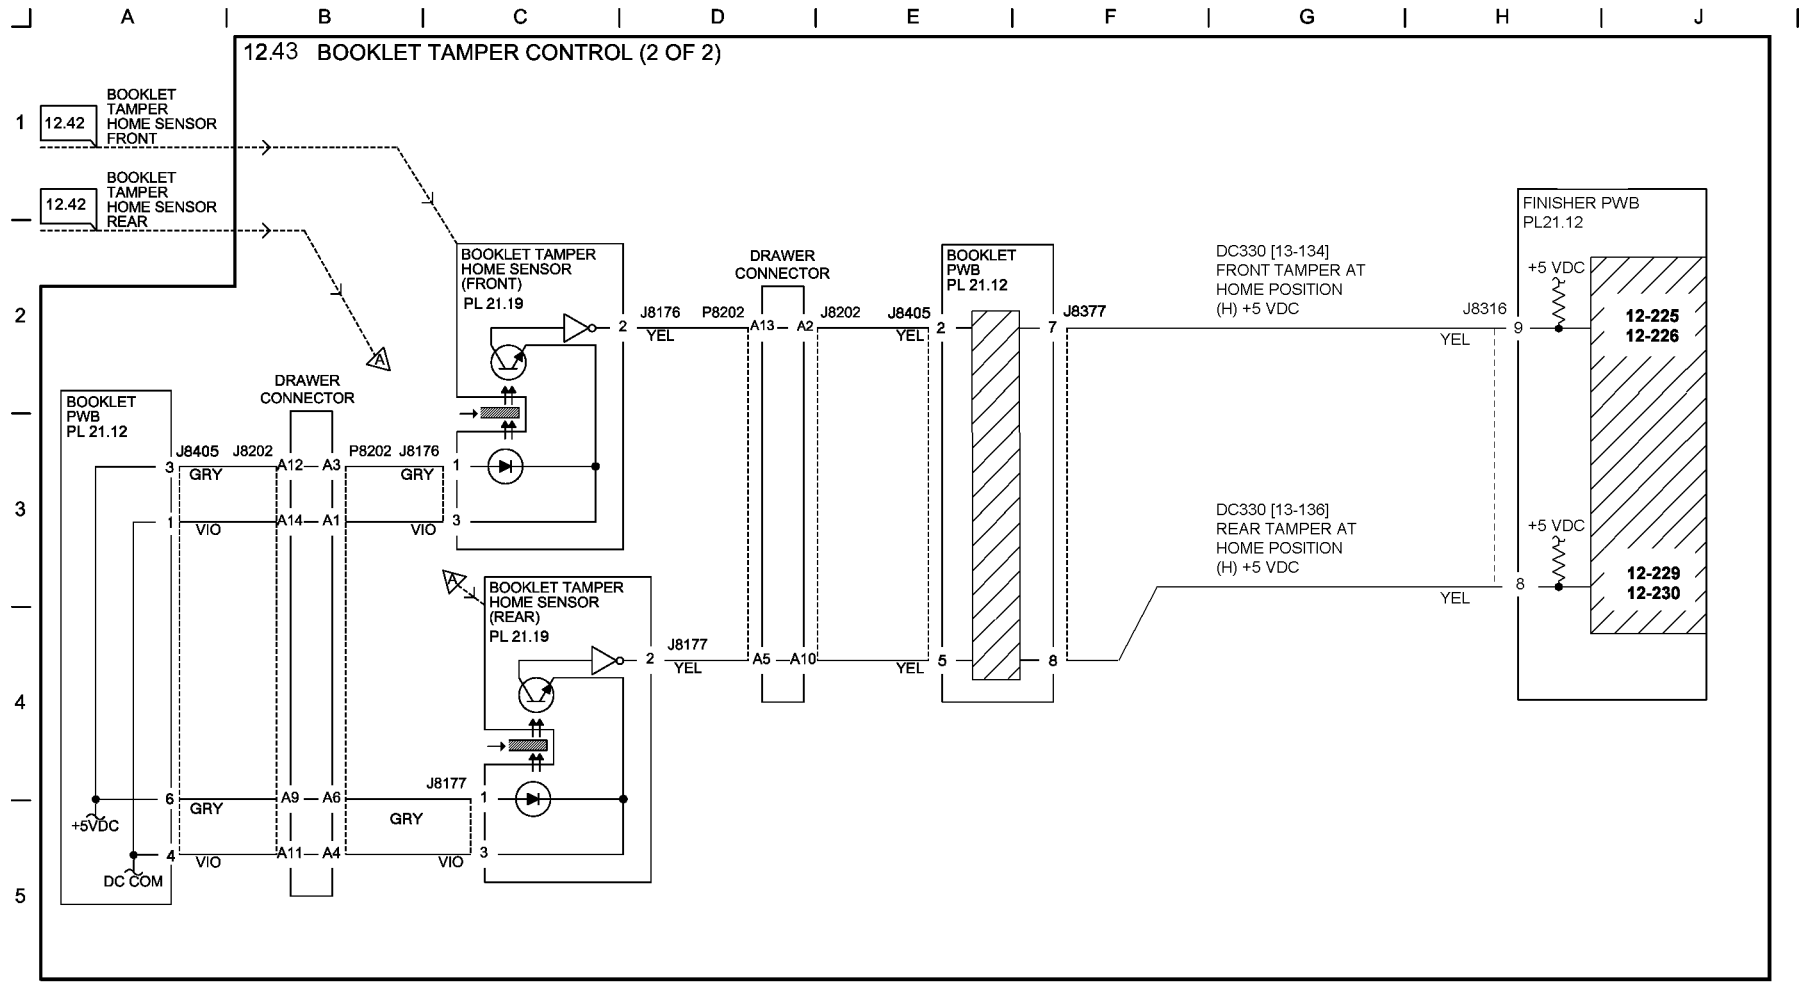 A B C D E F G H J
12.43 BOOKLET TAMPER CONTROL (2 OF 2)
1
12.42
BOOKLET
TAMPER
HOME SENSOR
FRONT
12.42
BOOKLET
TAMPER
HOME SENSOR
REAR
A
2
BOOKLET TAMPER
HOME SENSOR
(FRONT)
PL 21.19
2
J8176
YEL
P8202
DRAWER
CONNECTOR
A13 A2
J8202
J8405
YEL
BOOKLET
PWB
PL 21.12
2
7
J8377
DC330 [13-134]
FRONT TAMPER AT
HOME POSITION
(H) +5 VDC
J8316
YEL
FINISHER PWB
PL21.12
+5 VDC
9
12-225
12-226
BOOKLET
PWB
PL 21.12
DRAWER
CONNECTOR
3
3
J8405
GRY
J8202
A12 A3
P8202
J8176
GRY
1
1
VIO
A14 A1
VIO
3
DC330 [13-136]
REAR TAMPER AT
HOME POSITION
(H) +5 VDC
YEL
+5 VDC
8
12-229
12-230
A
BOOKLET TAMPER
HOME SENSOR
(REAR)
PL 21.19
4
2
J8177
YEL
A5 A10
YEL
5
8
+5VDC
6
GRY
A9 A6
GRY
J8177
1
DC COM
4
VIO
A11 A4
VIO
3
5